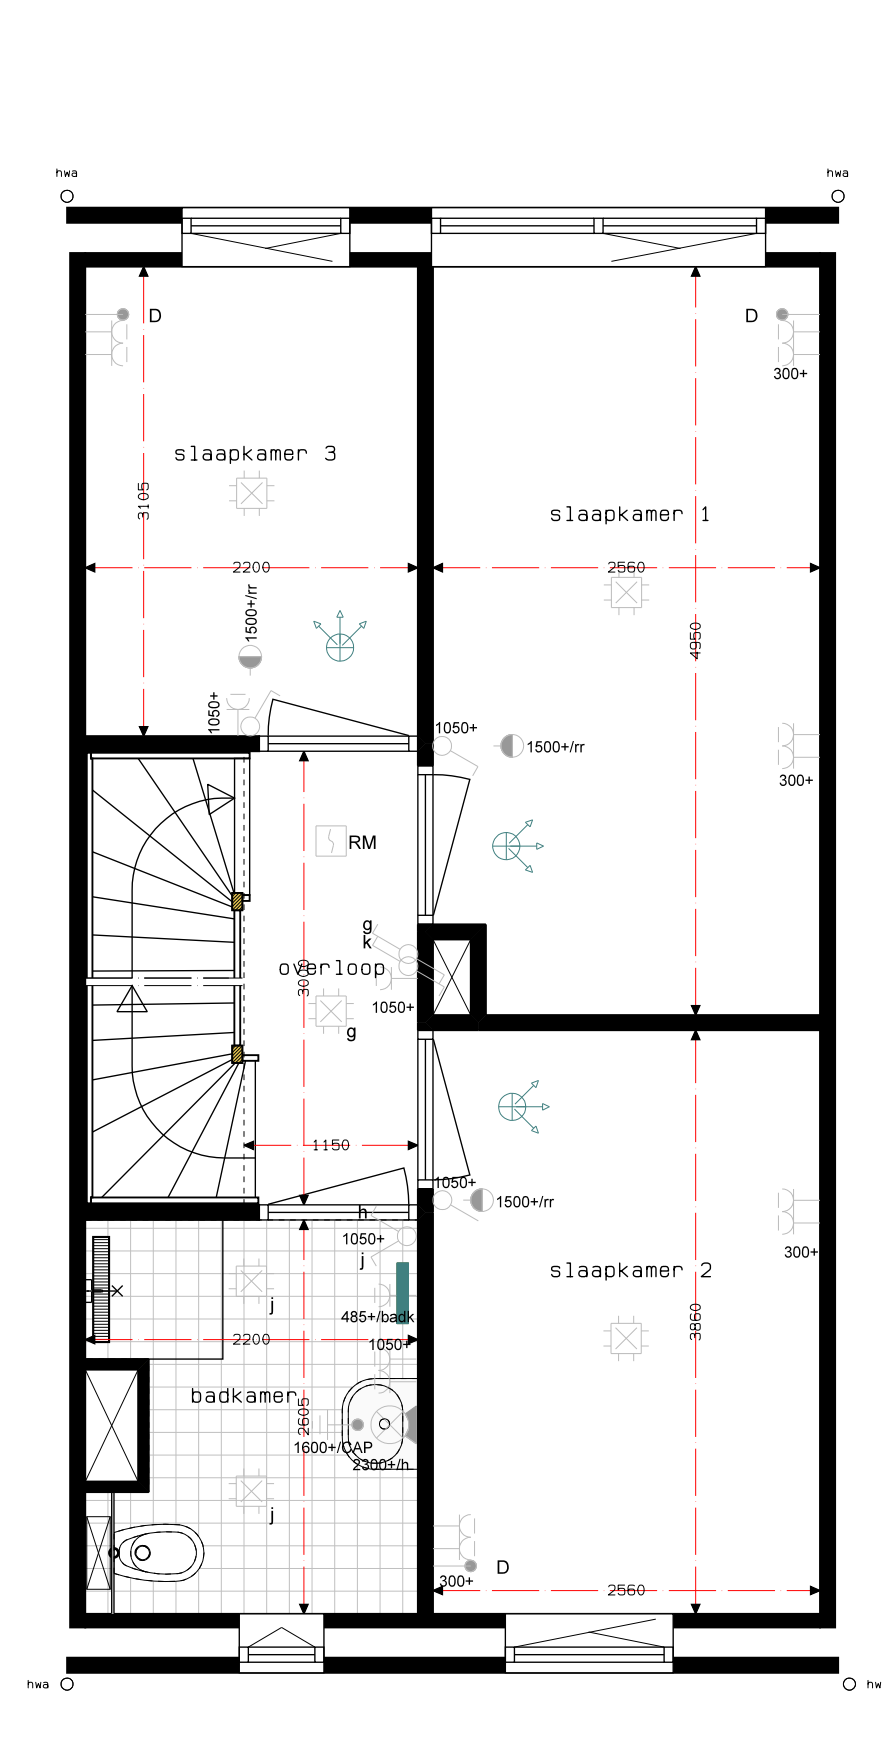 hwa
hwa
D
D
300+
slaapkamer 3
3105
slaapkamer 1
2200
2560
1500+/rr
4950
1050+
1050+
1500+/rr
300+
RM
g
k
overloop
3000
1050+
g
1150
1050+
h
1500+/rr
1050+
j
300+
slaapkamer 2
j
485+/badk
3860
2200
1050+
badkamer
2605
1600+/CAP
2300+/h
j
D
300+
2560
hwa
hw